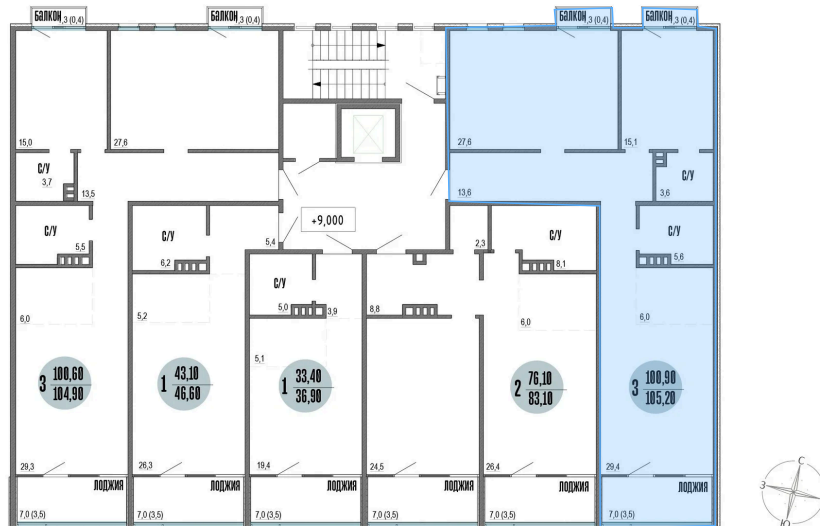 БАЛКОН ,3 (0,4)
БАЛКОН ,3 (0,4)
БАЛКОН ,3 (0,4)
БАЛКОН ,3 (0,4)
15,0
27,6
27,6
15,1
С/У
3,7
13,5
13,6
С/У
3,6
+9,000
С/У
5,5
С/У
6,2
5,4
2,3
С/У
8,1
С/У
5,6
С/У
5,0
3,9
8,8
6,0
5,2
5,1
6,0
6,0
3 100,60
104,90
1 43,10
46,60
1 33,40
36,90
2 76,10
83,10
3 100,90
105,20
29,3
26,3
19,4
24,5
26,4
29,4
ЛОДЖИЯ
ЛОДЖИЯ
ЛОДЖИЯ
ЛОДЖИЯ
ЛОДЖИЯ
ЛОДЖИЯ
7,0 (3,5)
7,0 (3,5)
7,0 (3,5)
7,0 (3,5)
7,0 (3,5)
7,0 (3,5)
С
З
В
Ю